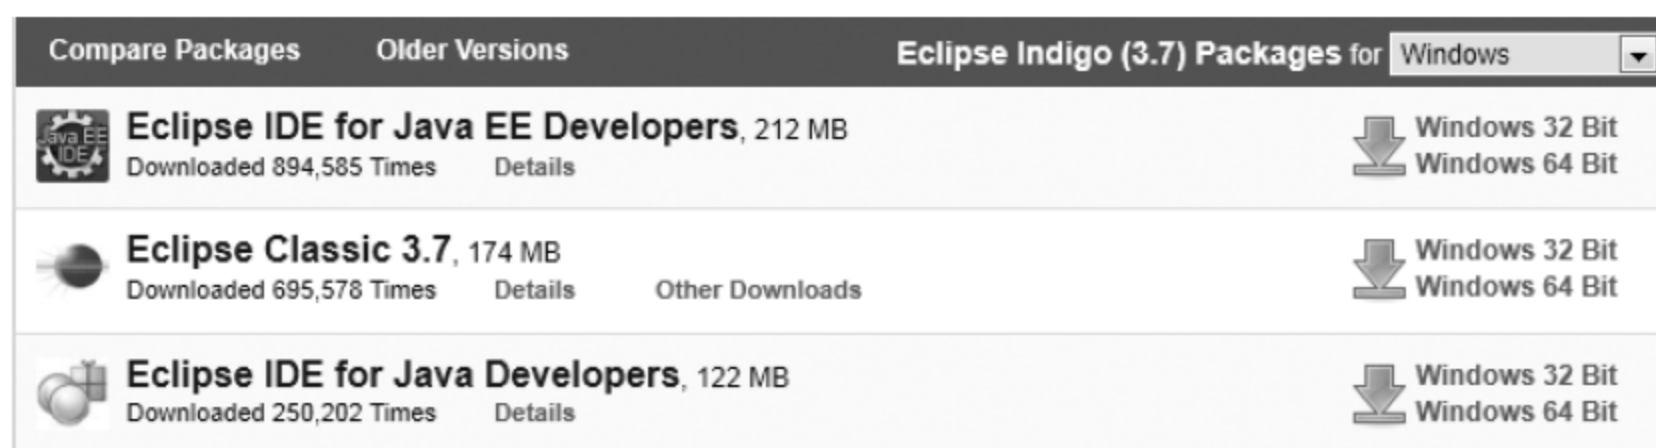 Compare Packages Older Versions Eclipse Indigo (3.7) Packages for Windows
Java EE IDE
Eclipse IDE for Java EE Developers, 212 MB
Downloaded 894,585 Times Details
Windows 32 Bit
Windows 64 Bit
Eclipse Classic 3.7, 174 MB
Downloaded 695,578 Times Details Other Downloads
Windows 32 Bit
Windows 64 Bit
Eclipse IDE for Java Developers, 122 MB
Downloaded 250,202 Times Details
Windows 32 Bit
Windows 64 Bit